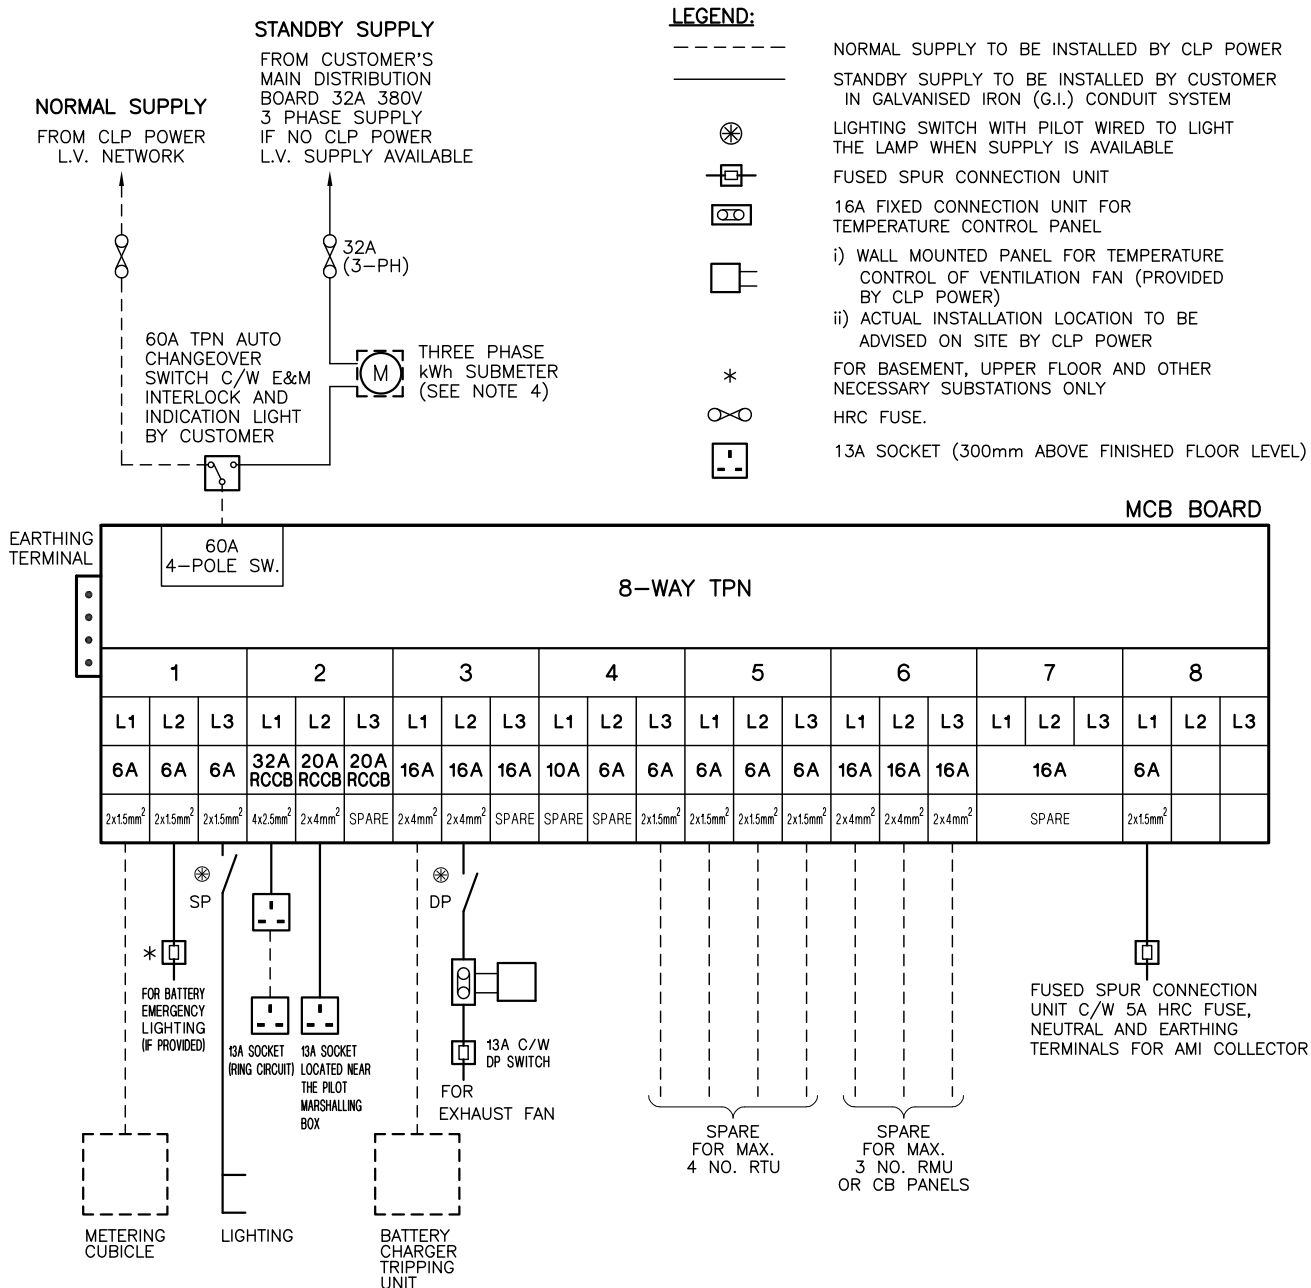 STANDBY SUPPLY
FROM CUSTOMER'S
MAIN DISTRIBUTION
BOARD 32A 380V
3 PHASE SUPPLY
IF NO CLP POWER
L.V. SUPPLY AVAILABLE
NORMAL SUPPLY
FROM CLP POWER
L.V. NETWORK
32A
(3-PH)
60A TPN AUTO
CHANGEOVER
SWITCH C/W E&M
INTERLOCK AND
INDICATION LIGHT
BY CUSTOMER
M
THREE PHASE
kWh SUBMETER
(SEE NOTE 4)
LEGEND:
NORMAL SUPPLY TO BE INSTALLED BY CLP POWER
STANDBY SUPPLY TO BE INSTALLED BY CUSTOMER
IN GALVANISED IRON (G.I.) CONDUIT SYSTEM
LIGHTING SWITCH WITH PILOT WIRED TO LIGHT
THE LAMP WHEN SUPPLY IS AVAILABLE
FUSED SPUR CONNECTION UNIT
16A FIXED CONNECTION UNIT FOR
TEMPERATURE CONTROL PANEL
i) WALL MOUNTED PANEL FOR TEMPERATURE
CONTROL OF VENTILATION FAN (PROVIDED
BY CLP POWER)
ii) ACTUAL INSTALLATION LOCATION TO BE
ADVISED ON SITE BY CLP POWER
* FOR BASEMENT, UPPER FLOOR AND OTHER
NECESSARY SUBSTATIONS ONLY
HRC FUSE.
13A SOCKET (300mm ABOVE FINISHED FLOOR LEVEL)
MCB BOARD
EARTHING
TERMINAL
60A
4-POLE SW.
8-WAY TPN
1 2 3 4 5 6 7 8
L1 L2 L3 L1 L2 L3 L1 L2 L3 L1 L2 L3 L1 L2 L3 L1 L2 L3 L1 L2 L3 L1 L2 L3
6A 6A 6A 32A RCCB 20A RCCB 20A RCCB 16A 16A 16A 10A 6A 6A 6A 6A 6A 16A 16A 16A 16A 6A
2x1.5mm² 2x1.5mm² 2x1.5mm² 4x2.5mm² 2x4mm² SPARE 2x4mm² 2x4mm² SPARE SPARE SPARE 2x1.5mm² 2x1.5mm² 2x1.5mm² 2x1.5mm² 2x4mm² 2x4mm² 2x4mm² SPARE 2x1.5mm²
SP
DP
*
FOR BATTERY
EMERGENCY
LIGHTING
(IF PROVIDED)
13A SOCKET
(RING CIRCUIT)
13A SOCKET
LOCATED NEAR
THE PILOT
MARSHALLING
BOX
13A C/W
DP SWITCH
FOR
EXHAUST FAN
SPARE
FOR MAX.
4 NO. RTU
SPARE
FOR MAX.
3 NO. RMU
OR CB PANELS
FUSED SPUR CONNECTION
UNIT C/W 5A HRC FUSE,
NEUTRAL AND EARTHING
TERMINALS FOR AMI COLLECTOR
METERING
CUBICLE
LIGHTING
BATTERY
CHARGER
TRIPPING
UNIT